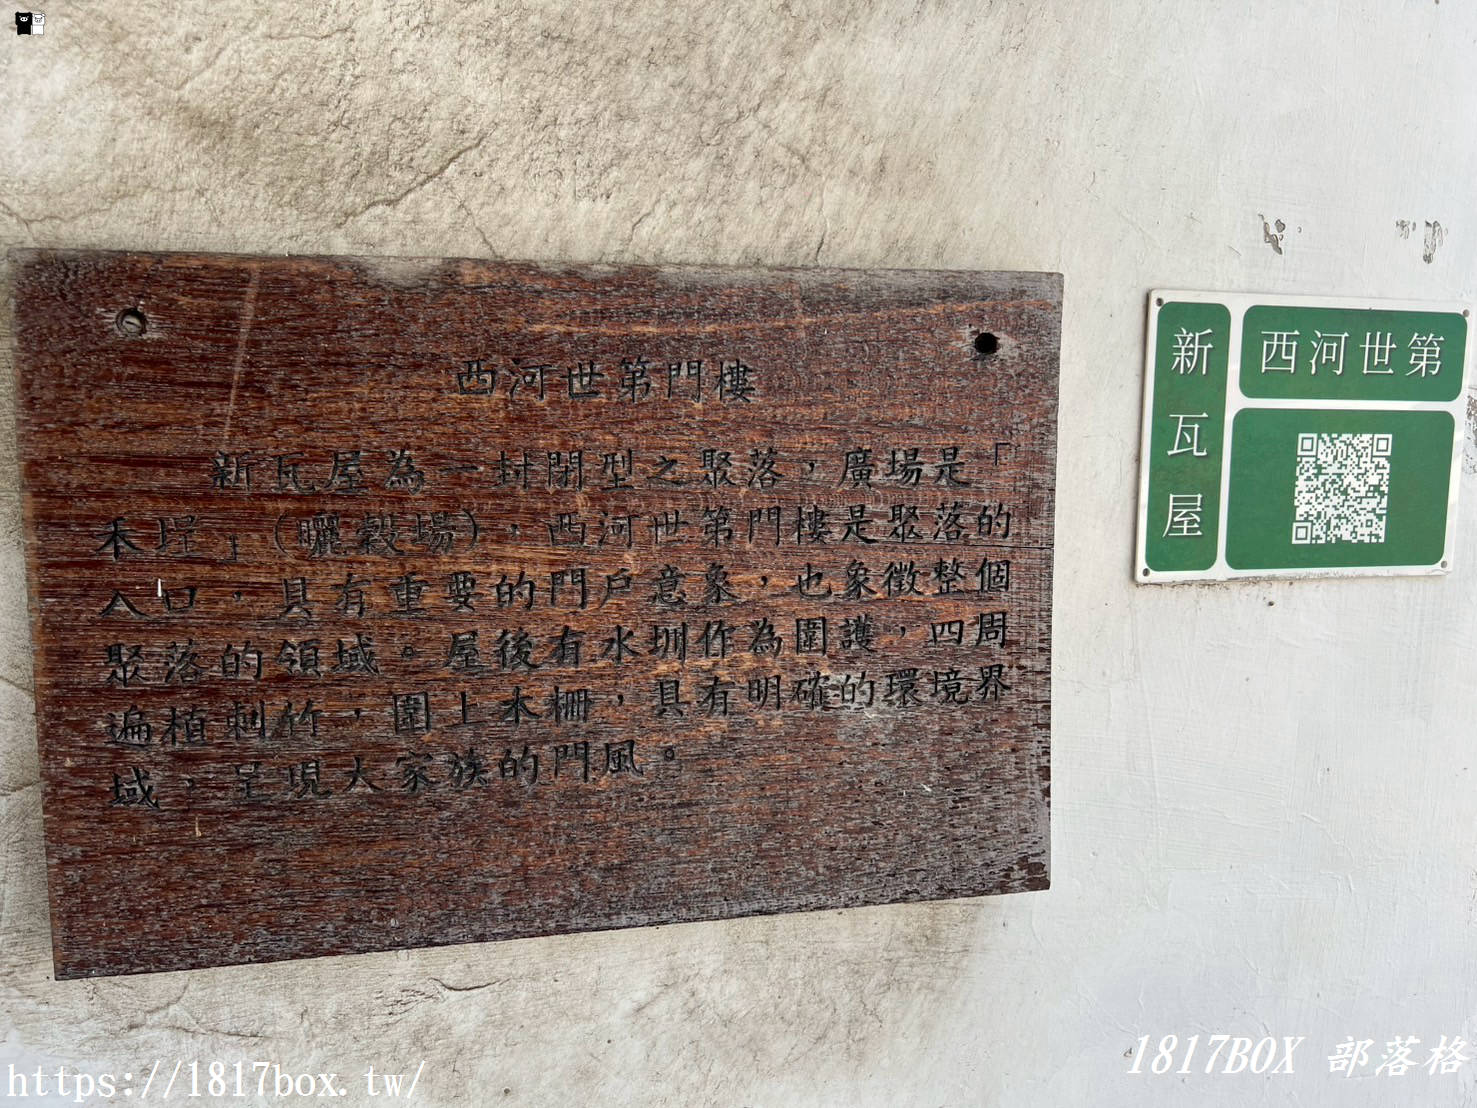 西河世第門樓
新瓦屋為一封閉型之聚落，廣場是「
禾埕」（曬穀場），西河世第門樓是聚落的
入口，具有重要的門戶意象，也象徵整個
聚落的領域。屋後有水圳作為圍護，四周
遍植刺竹，圍上木柵，具有明確的環境界
域，呈現大家族的門風。
新瓦屋
西河世第
https://1817box.tw/
1817BOX 部落格